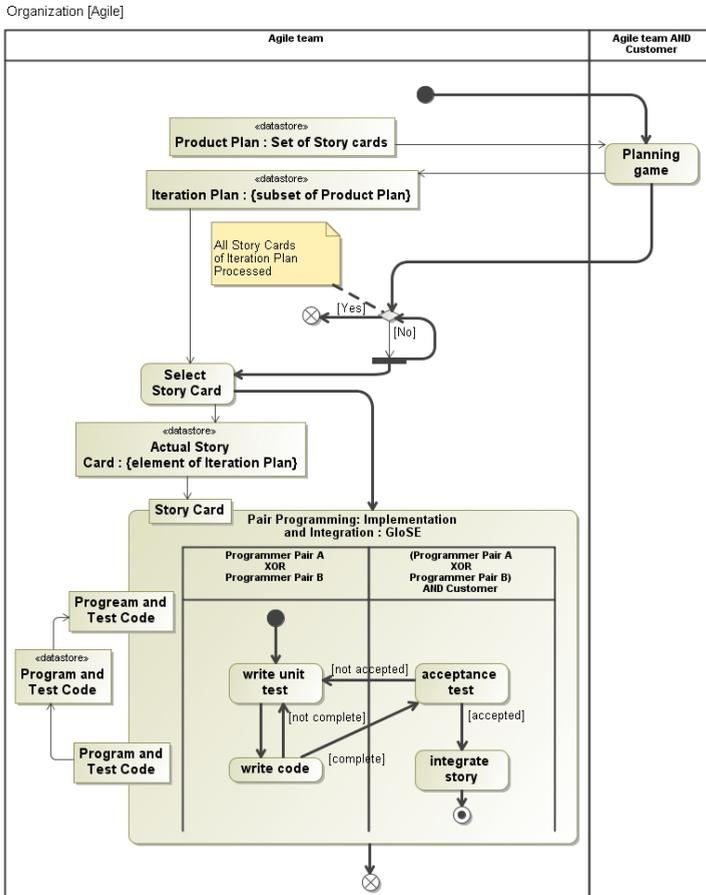 Organization [Agile]
Agile team
Agile team AND
Customer
«datastore»
Product Plan : Set of Story cards
Planning
game
«datastore»
Iteration Plan : {subset of Product Plan}
All Story Cards
of Iteration Plan
Processed
[Yes]
[No]
Select
Story Card
«datastore»
Actual Story
Card : {element of Iteration Plan}
Story Card
Pair Programming: Implementation
and Integration : GloSE
Programmer Pair A
XOR
Programmer Pair B
(Programmer Pair A
XOR
Programmer Pair B)
AND Customer
Progream and
Test Code
«datastore»
Program and
Test Code
Program and
Test Code
write unit
test
[not accepted]
acceptance
test
[not complete]
[accepted]
write code
[complete]
integrate
story